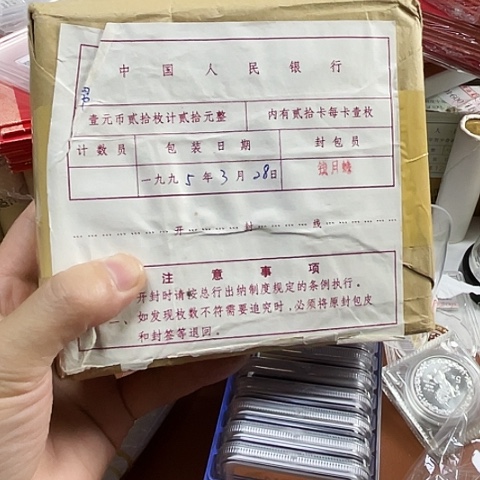 中国人民银行
壹元币贰拾枚计贰拾元整 内有贰拾卡每卡壹枚
计数员 包装日期 封包员
一九九5年3月28日
开 封 线
注意事项
开封时请按总行出纳制度规定的条例执行。
如发现枚数不符需要追究时，必须将原封包皮
和封签等退回。